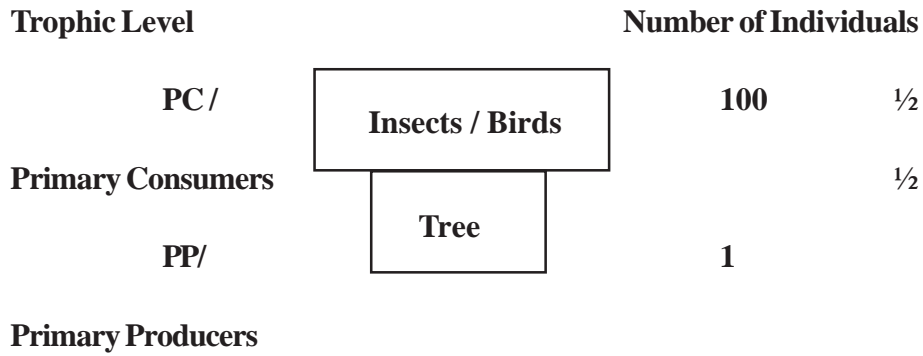 Trophic Level Number of Individuals
PC / 100 ½
Insects / Birds
Primary Consumers ½
Tree
PP/ 1
Primary Producers